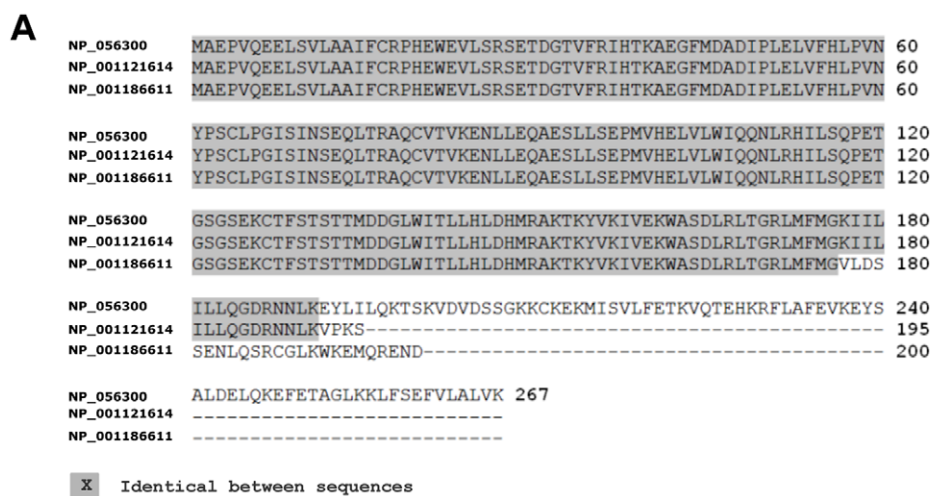 A
NP_056300 MAEPVQEELSVLAAIFCRPHEWEVLSRSETDGTVFRIHTKAEGFMDADIPLELVFHLPVN 60
NP_001121614 MAEPVQEELSVLAAIFCRPHEWEVLSRSETDGTVFRIHTKAEGFMDADIPLELVFHLPVN 60
NP_001186611 MAEPVQEELSVLAAIFCRPHEWEVLSRSETDGTVFRIHTKAEGFMDADIPLELVFHLPVN 60
NP_056300 YPSCLPGISINSEQLTRAQCVTVKENLLEQAESLLSEPMVHELVLWIQQNLRHILSQPET 120
NP_001121614 YPSCLPGISINSEQLTRAQCVTVKENLLEQAESLLSEPMVHELVLWIQQNLRHILSQPET 120
NP_001186611 YPSCLPGISINSEQLTRAQCVTVKENLLEQAESLLSEPMVHELVLWIQQNLRHILSQPET 120
NP_056300 GSGSEKCTFSTSTTMDDGLWITLLHLDHMRAKTKYVKIVEKWASDLRLTGRLMFMGKIIL 180
NP_001121614 GSGSEKCTFSTSTTMDDGLWITLLHLDHMRAKTKYVKIVEKWASDLRLTGRLMFMGKIIL 180
NP_001186611 GSGSEKCTFSTSTTMDDGLWITLLHLDHMRAKTKYVKIVEKWASDLRLTGRLMFMGVLDS 180
NP_056300 ILLQGDRNNLKEYLILQKTSKVDVDSSGKKCKEKMISVLFETKVQTEHKRFLAFEVKEYS 240
NP_001121614 ILLQGDRNNLKVPKS--------------------------------------------- 195
NP_001186611 SENLQSRCGLKWKEMQREND---------------------------------------- 200
NP_056300 ALDELQKEFETAGLKKLFSEFVLALVK 267
NP_001121614 ---------------------------
NP_001186611 ---------------------------
X Identical between sequences